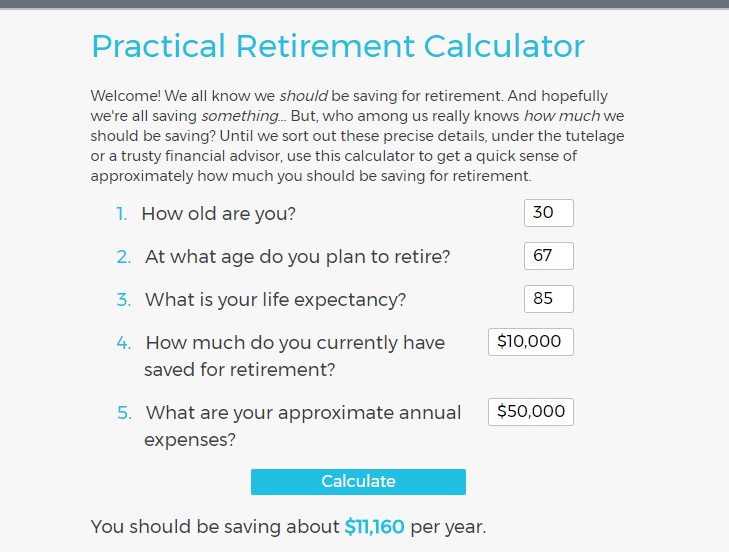 Practical Retirement Calculator
Welcome! We all know we should be saving for retirement. And hopefully
we're all saving something... But, who among us really knows how much we
should be saving? Until we sort out these precise details, under the tutelage
or a trusty financial advisor, use this calculator to get a quick sense of
approximately how much you should be saving for retirement.
1. How old are you? 30
2. At what age do you plan to retire? 67
3. What is your life expectancy? 85
4. How much do you currently have $10,000
saved for retirement?
5. What are your approximate annual $50,000
expenses?
Calculate
You should be saving about $11,160 per year.